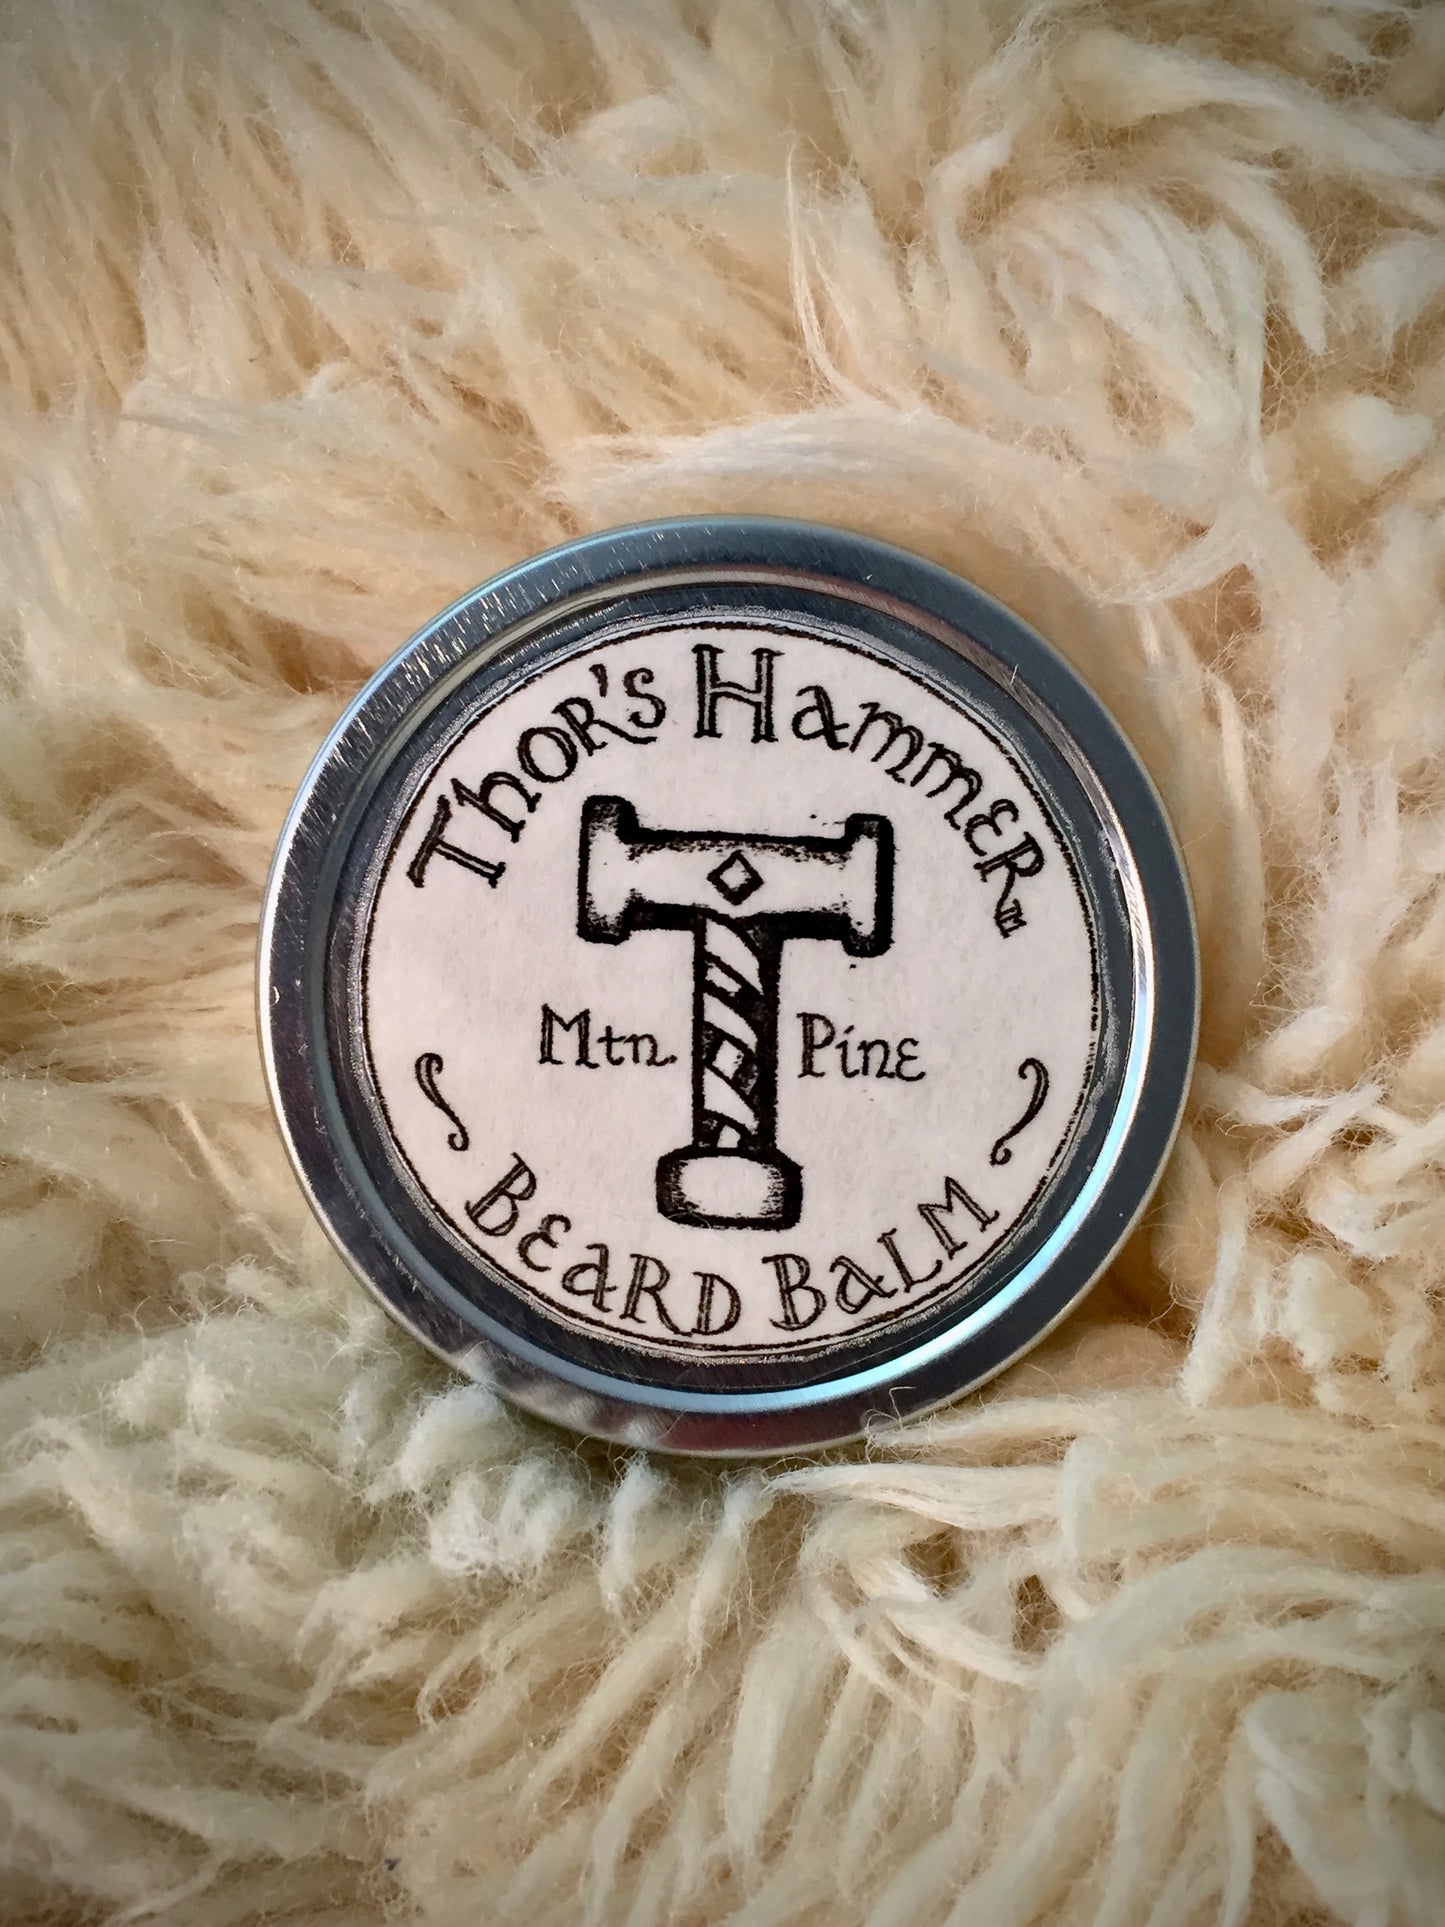 Thor's Hammer
Mtn. Pine
Beard Balm